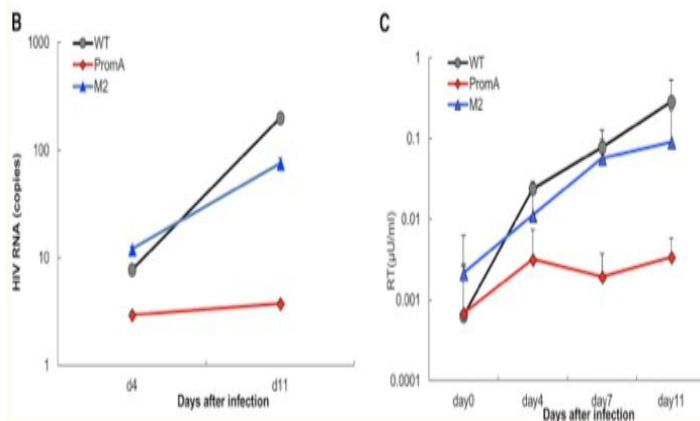 B
1000
100
10
1
HIV RNA (copies)
WT
PromA
M2
d4
d11
Days after infection
C
1
0.1
0.01
0.001
0.0001
RT(µU/ml)
WT
PromA
M2
day0
day4
day7
day11
Days after infection